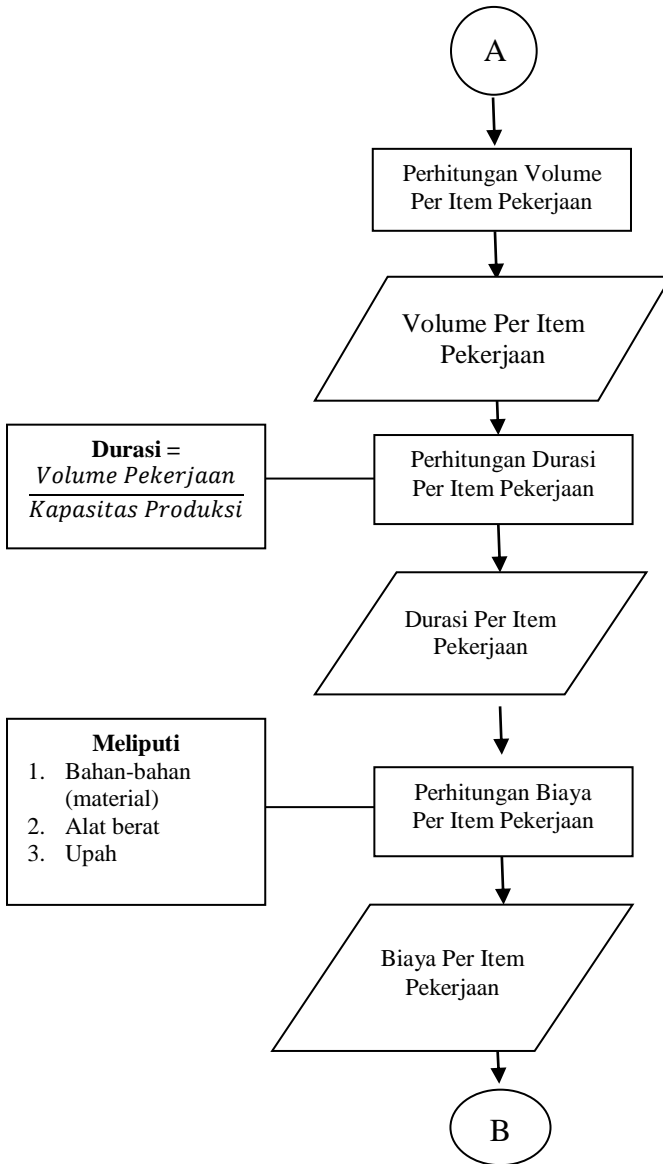 A
Perhitungan Volume
Per Item Pekerjaan
Volume Per Item
Pekerjaan
Durasi =
Volume Pekerjaan
Kapasitas Produksi
Perhitungan Durasi
Per Item Pekerjaan
Durasi Per Item
Pekerjaan
Meliputi
1. Bahan-bahan
(material)
2. Alat berat
3. Upah
Perhitungan Biaya
Per Item Pekerjaan
Biaya Per Item
Pekerjaan
B